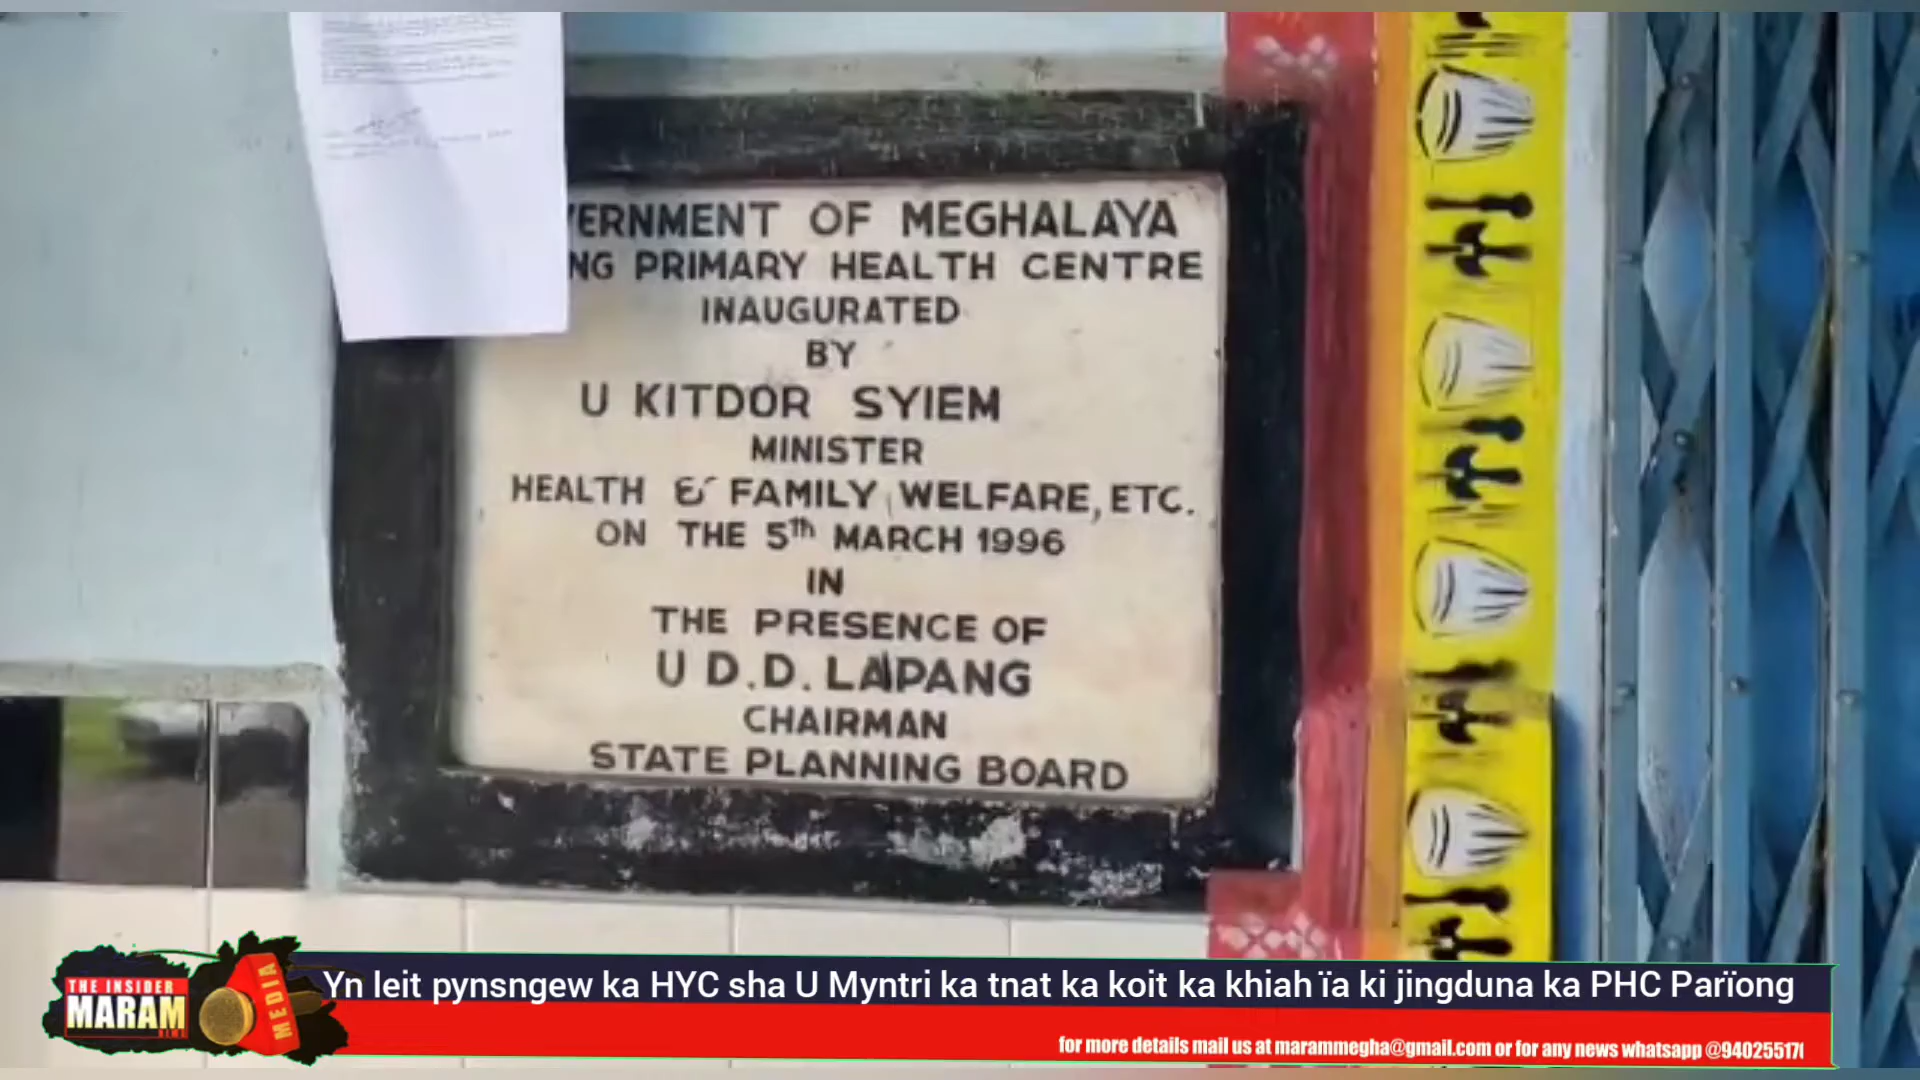 VERNMENT OF MEGHALAYA
NG PRIMARY HEALTH CENTRE
INAUGURATED
BY
U KITDOR SYIEM
MINISTER
HEALTH & FAMILY WELFARE, ETC.
ON THE 5th MARCH 1996
IN
THE PRESENCE OF
U D.D. LAPANG
CHAIRMAN
STATE PLANNING BOARD
THE INSIDER
MARAM
MEDIA
Yn leit pynsngew ka HYC sha U Myntri ka tnat ka koit ka khiah ïa ki jingduna ka PHC Parïong
for more details mail us at marammegha@gmail.com or for any news whatsapp @94025517